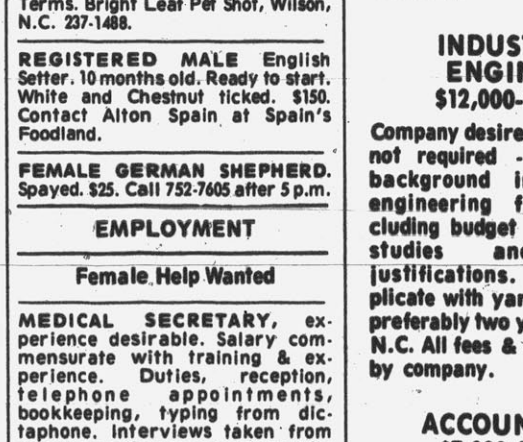 Terms. Bright Leaf Pet Shot, Wilson,
N.C. 237-1488.
REGISTERED MALE English
Setter. 10 months old. Ready to start.
White and Chestnut ticked. $150.
Contact Alton Spain at Spain's
Foodland.
FEMALE GERMAN SHEPHERD.
Spayed. $25. Call 752-7605 after 5 p.m.
EMPLOYMENT
Female Help Wanted
MEDICAL SECRETARY, ex-
perience desirable. Salary com-
mensurate with training & ex-
perience. Duties, reception,
telephone appointments,
bookkeeping, typing from dic-
taphone. Interviews taken from
INDUST
ENGIN
$12,000-
Company desire
not required -
background i
engineering f
cluding budget
studies and
justifications.
plicate with yar
preferably two y
N.C. All fees &
by company.
ACCOUN